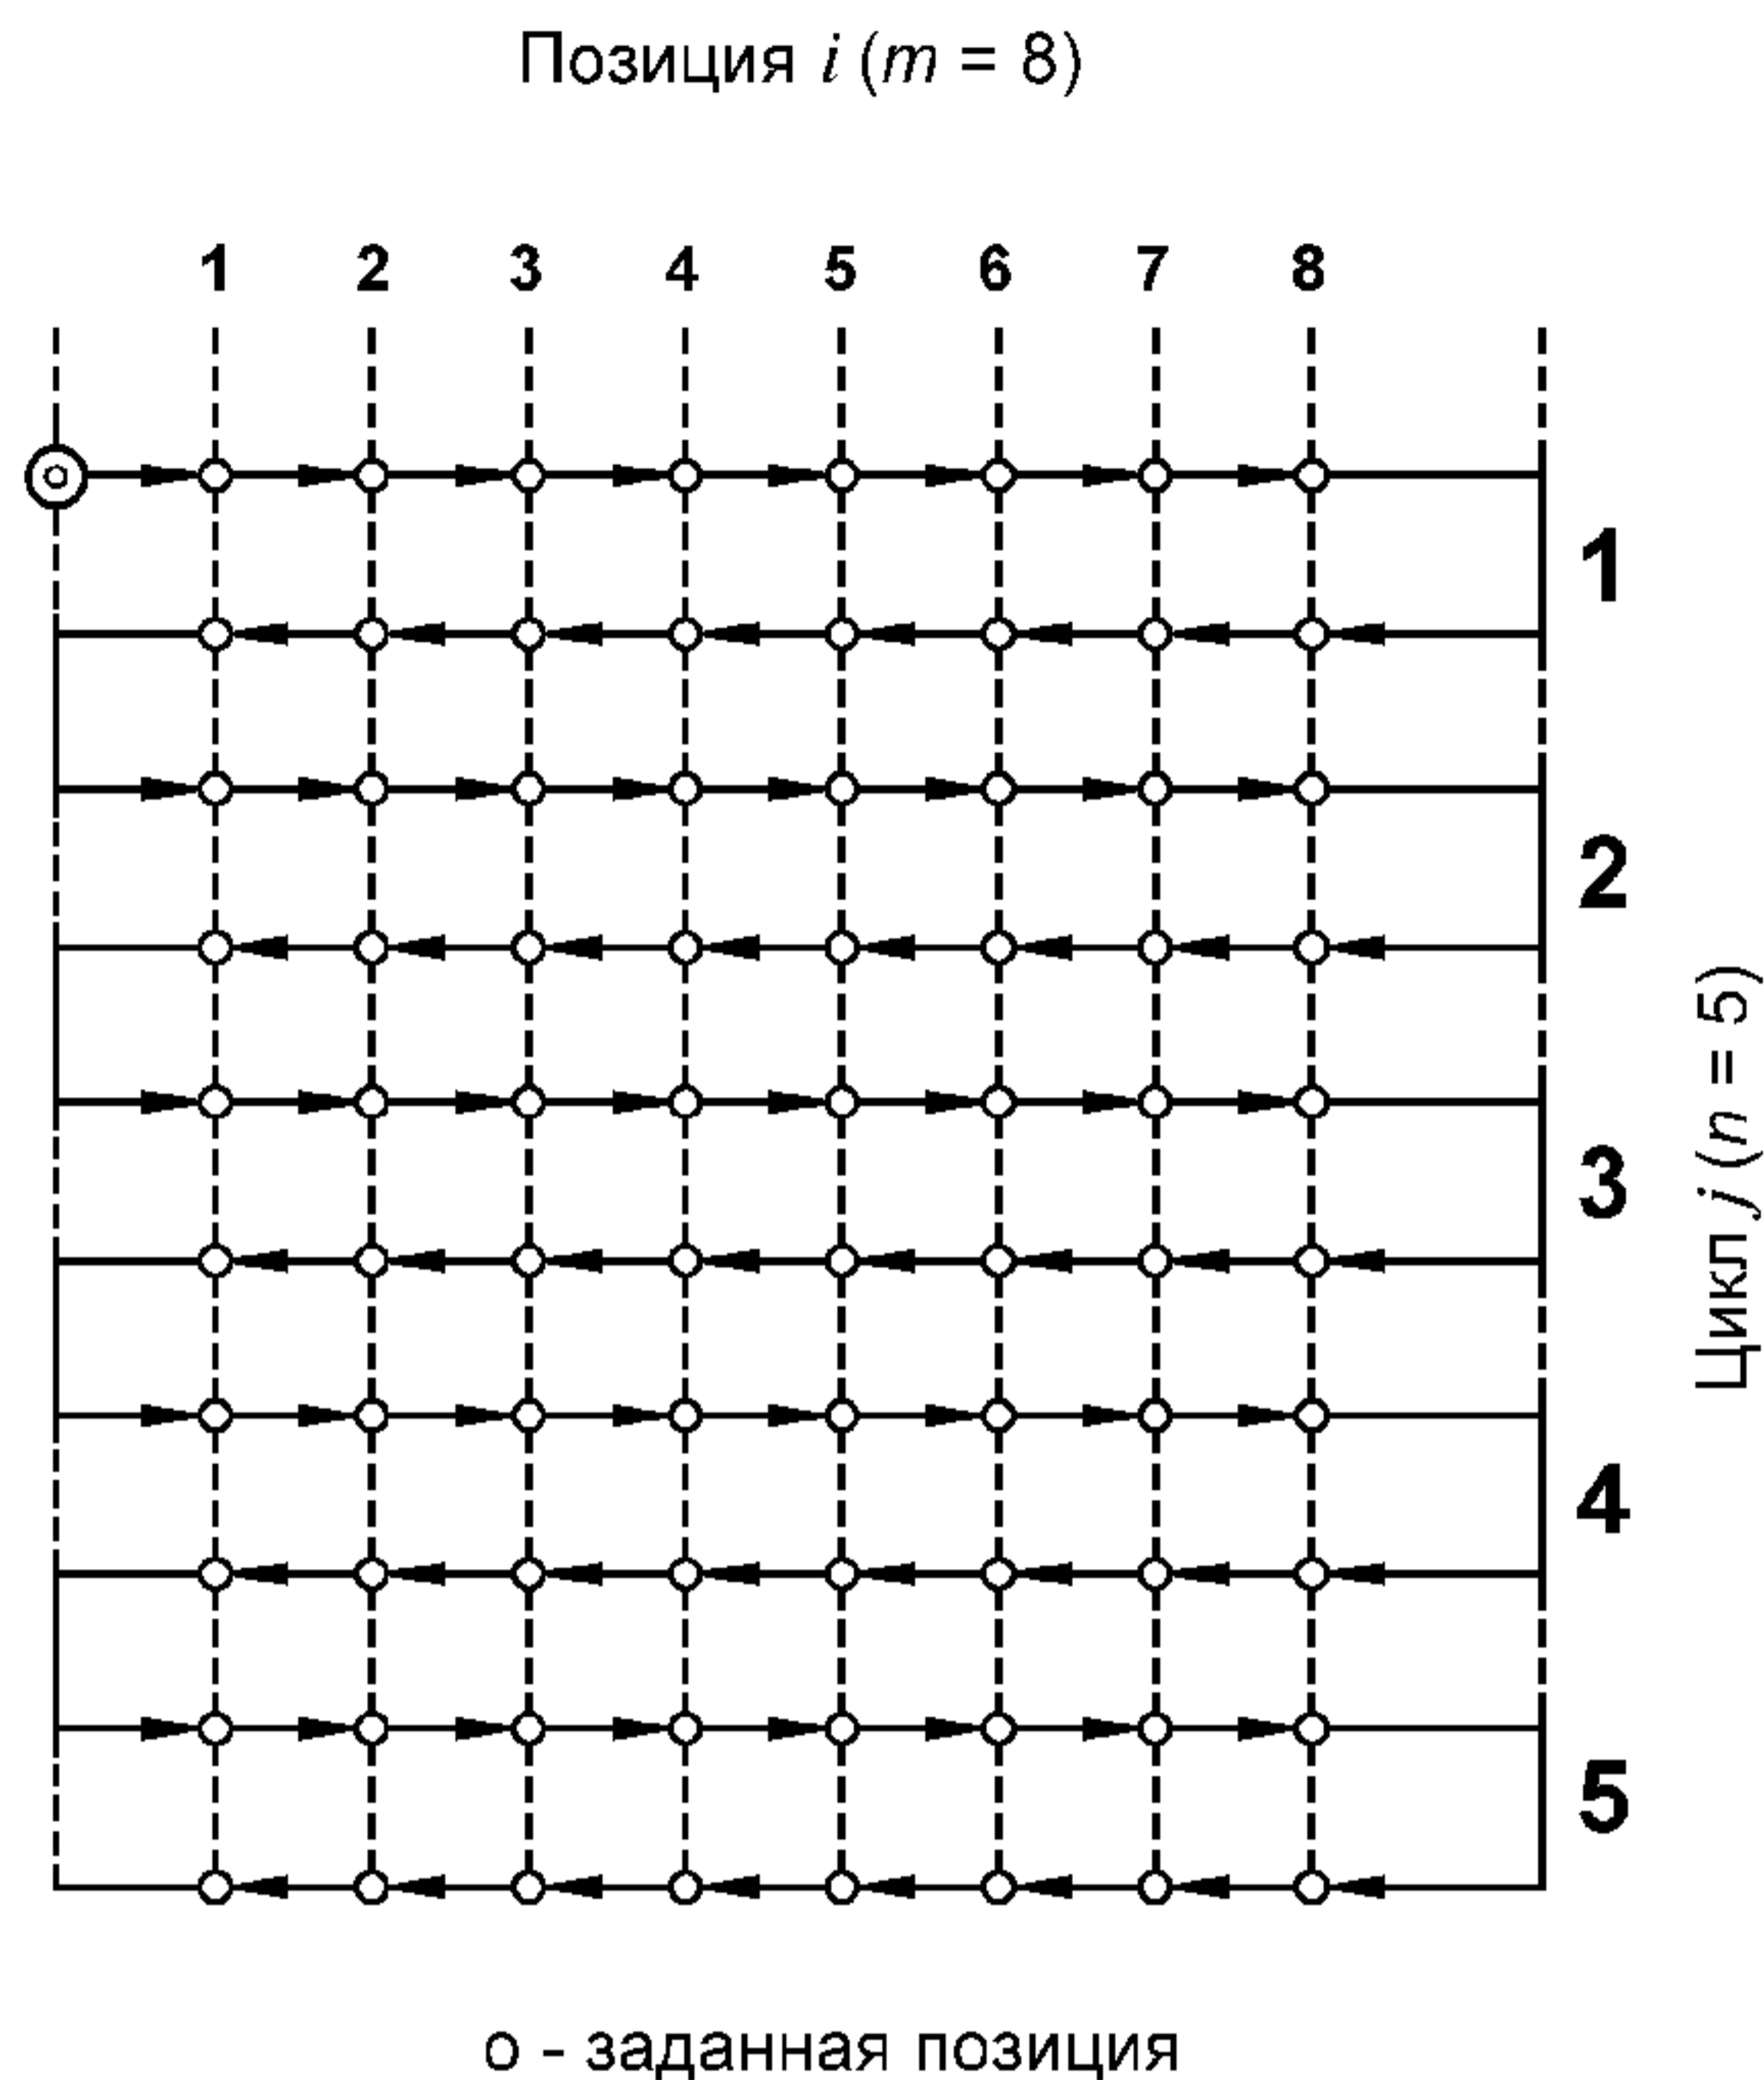 Позиция i (m = 8)
1 2 3 4 5 6 7 8
1
2
3
4
5
Цикл j (n = 5)
о - заданная позиция